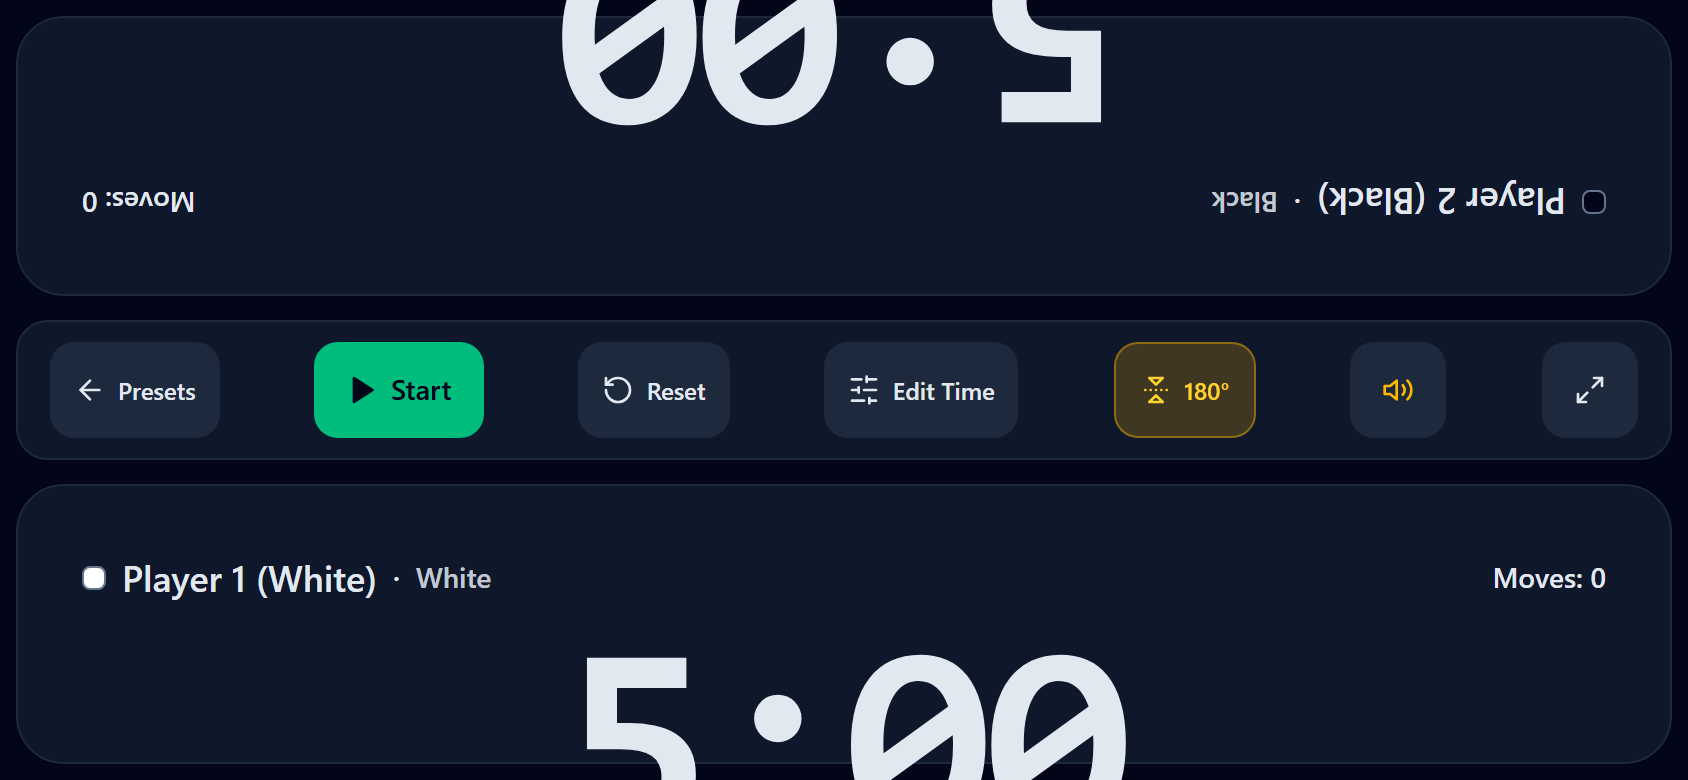 5:00
Player 2 (Black) · Black
Moves: 0
Presets
Start
Reset
Edit Time
180°
Player 1 (White) · White
Moves: 0
5:00